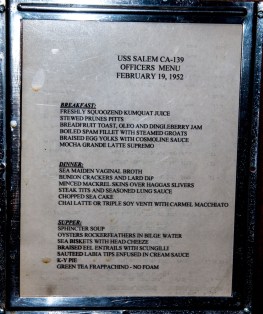 USS SALEM CA-139
OFFICERS MENU
FEBRUARY 19, 1952
BREAKFAST:
FRESHLY SQUOOZEND KUMQUAT JUICE
STEWED PRUNES PITTS
BREADFRUIT TOAST, OLEO AND DINGLEBERRY JAM
BOILED SPAM FILLET WITH STEAMED GROATS
BRAISED EGG YOLKS WITH COSMOLINE SAUCE
MOCHA GRANDE LATTE SUPREMO
DINNER:
SEA MAIDEN VAGINAL BROTH
BUNION CRACKERS AND LARD DIP
MINCED MACKREL SKINS OVER HAGGAS SLIVERS
STEAK TITS AND SEASONED LUNG SAUCE
CHOPPED SEA CAKE
CHAI LATTE OR TRIPLE SOY VENTI WITH CARMEL MACCHIATO
SUPPER:
SPHINCTER SOUP
OYSTERS ROCKERFEATHERS IN BILGE WATER
SEA BISKETS WITH HEAD CHEEZE
BRAISED EEL ENTRAILS WITH SCUNGILLI
SAUTEED LABIA TIPS INFUSED IN CREAM SAUCE
K-Y PIE
GREEN TEA FRAPPACHINO - NO FOAM